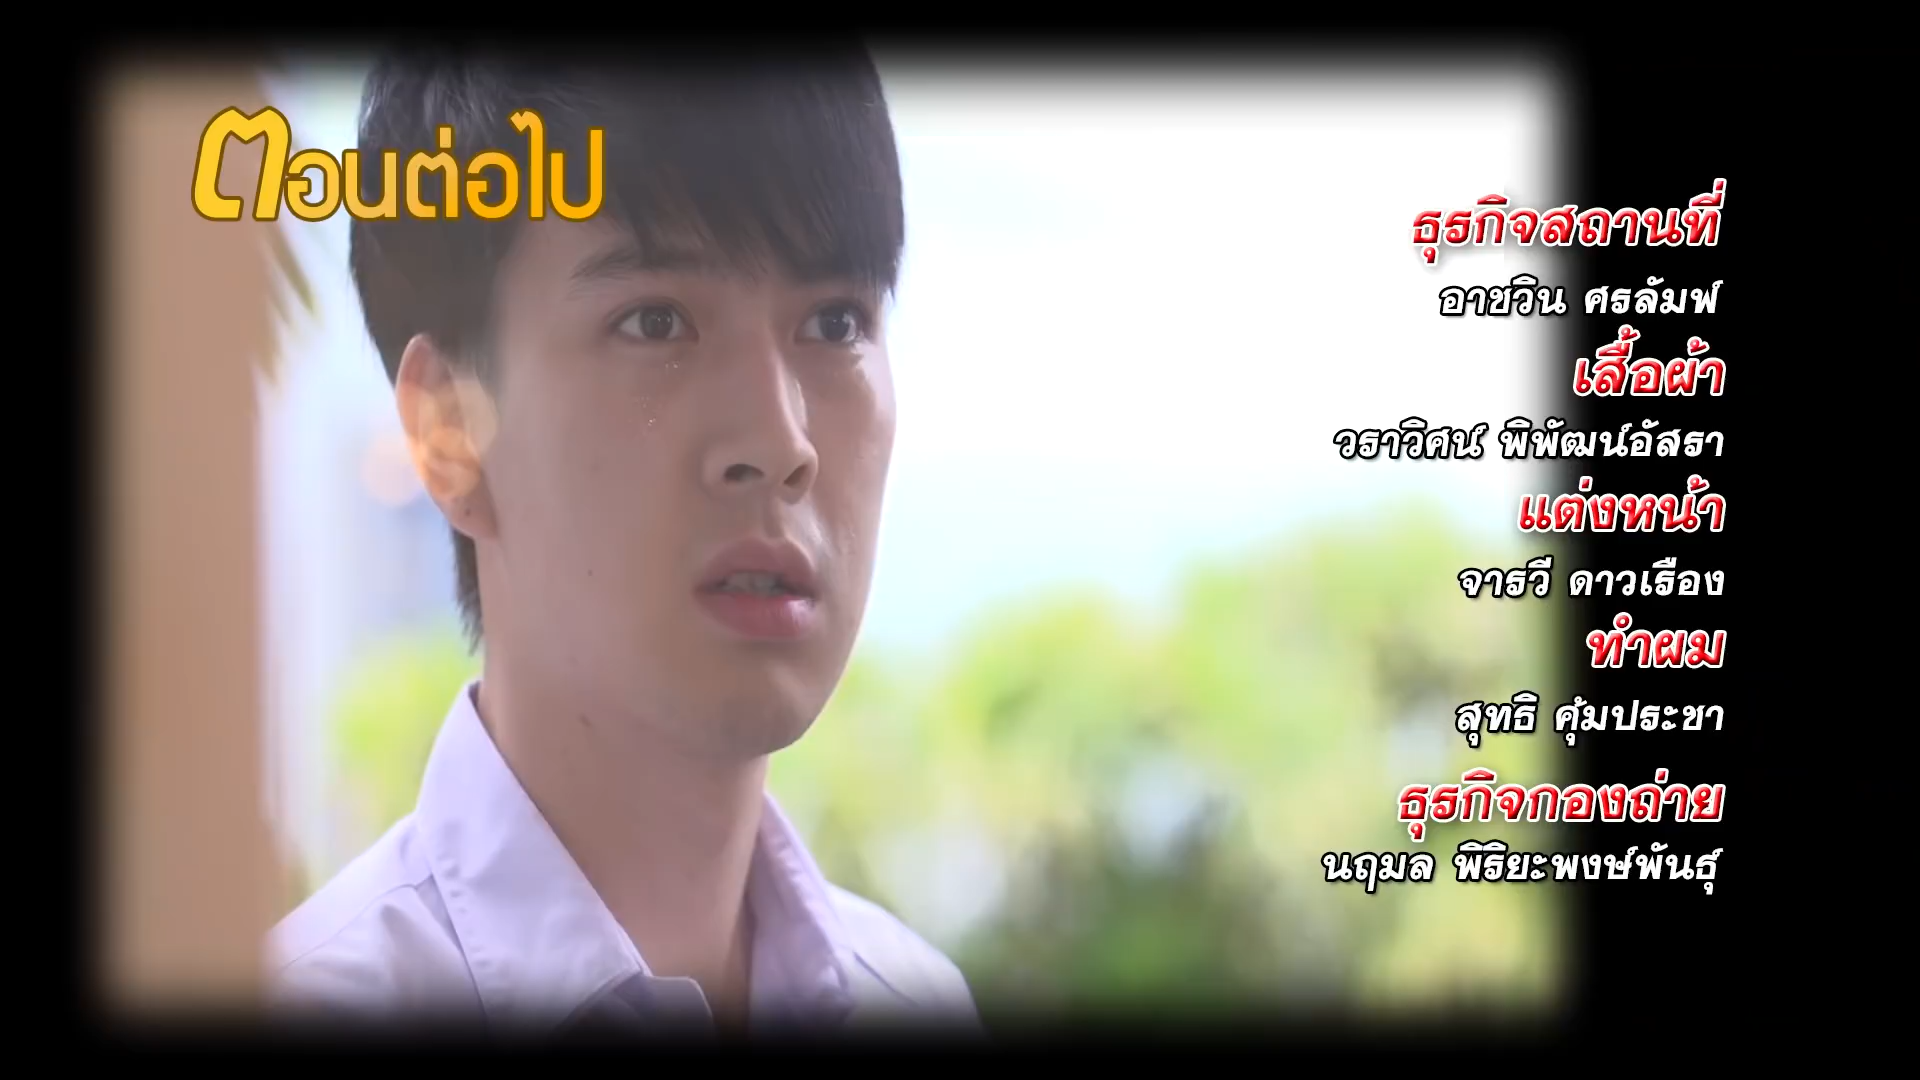 ตอนต่อไป
ธุรกิจสถานที่
อาชวิน ศรลัมพ์
เสื้อผ้า
วราวิศน์ พิพัฒน์อัสรา
แต่งหน้า
จารวี ดาวเรือง
ทำผม
สุทธิ คุ้มประชา
ธุรกิจกองถ่าย
นฤมล พิริยะพงษ์พันธุ์